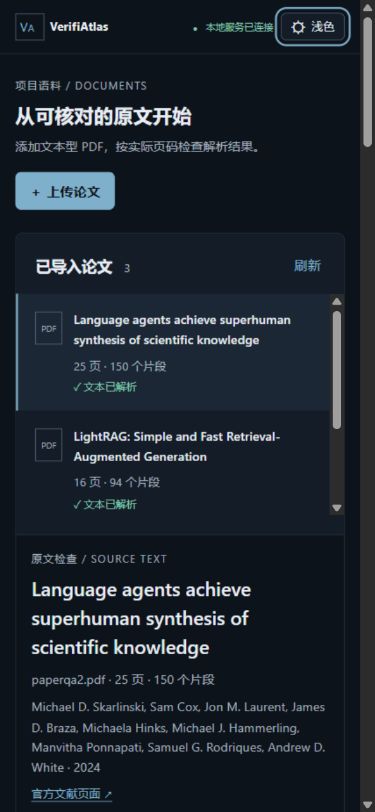 VA VerifiAtlas
本地服务已连接
浅色
项目语料 / DOCUMENTS
从可核对的原文开始
添加文本型 PDF，按实际页码检查解析结果。
+ 上传论文
已导入论文 3
刷新
PDF
Language agents achieve superhuman
synthesis of scientific knowledge
25 页 · 150 个片段
✓ 文本已解析
PDF
LightRAG: Simple and Fast Retrieval-
Augmented Generation
16 页 · 94 个片段
✓ 文本已解析
原文检查 / SOURCE TEXT
Language agents achieve
superhuman synthesis of
scientific knowledge
paperqa2.pdf · 25 页 · 150 个片段
Michael D. Skarlinski, Sam Cox, Jon M. Laurent, James
D. Braza, Michaela Hinks, Michael J. Hammerling,
Manvitha Ponnapati, Samuel G. Rodriques, Andrew D.
White · 2024
官方文献页面 ↗